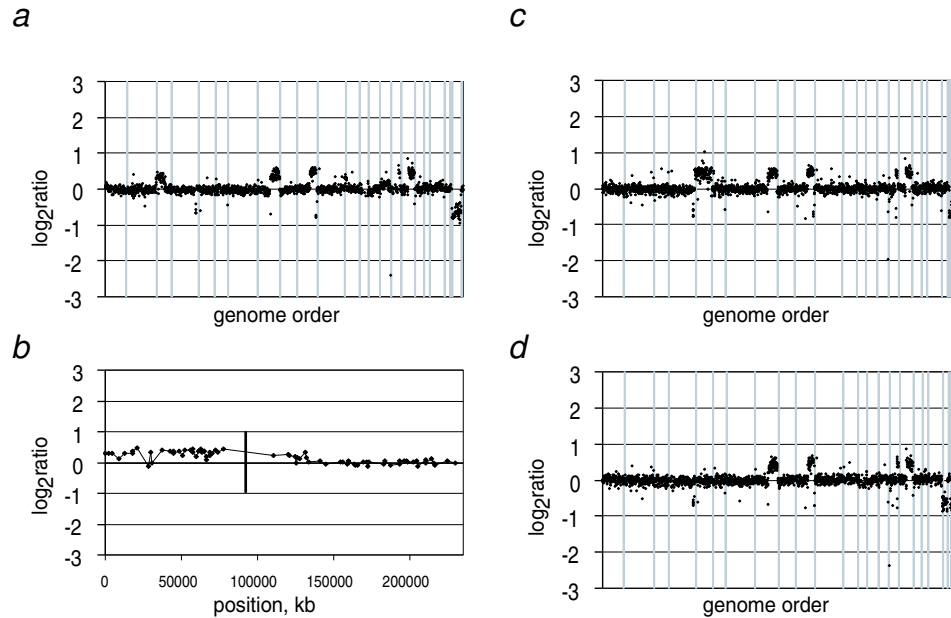 a
3
2
1
0
-1
-2
-3
log2ratio
genome order
b
3
2
1
0
-1
-2
-3
log2ratio
0 50000 100000 150000 200000
position, kb
c
3
2
1
0
-1
-2
-3
log2ratio
genome order
d
3
2
1
0
-1
-2
-3
log2ratio
genome order